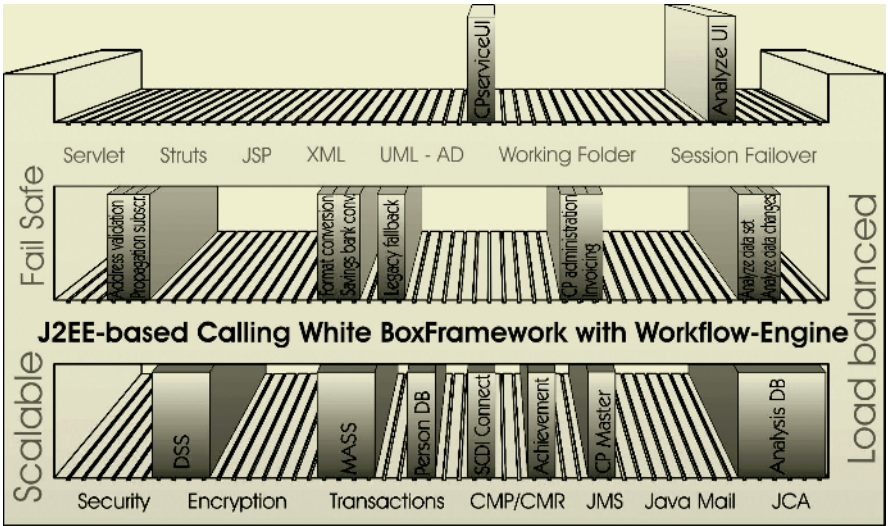 CPserviceUI
Analyze UI
Servlet Struts JSP XML UML - AD Working Folder Session Failover
Fail Safe
Address validation
Propagation subscr.
Format conversion
Savings bank conv.
Legacy fallback
CP administration
Invoicing
Analyze data set
Analyze data changes
Load balanced
J2EE-based Calling White BoxFramework with Workflow-Engine
Scalable
DSS
MASS
Person DB
SCDI Connect
Achievement
CP Master
Analysis DB
Security Encryption Transactions CMP/CMR JMS Java Mail JCA